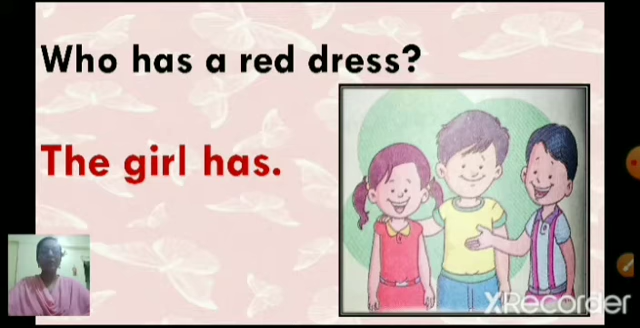 Who has a red dress?
The girl has.
XRecorder